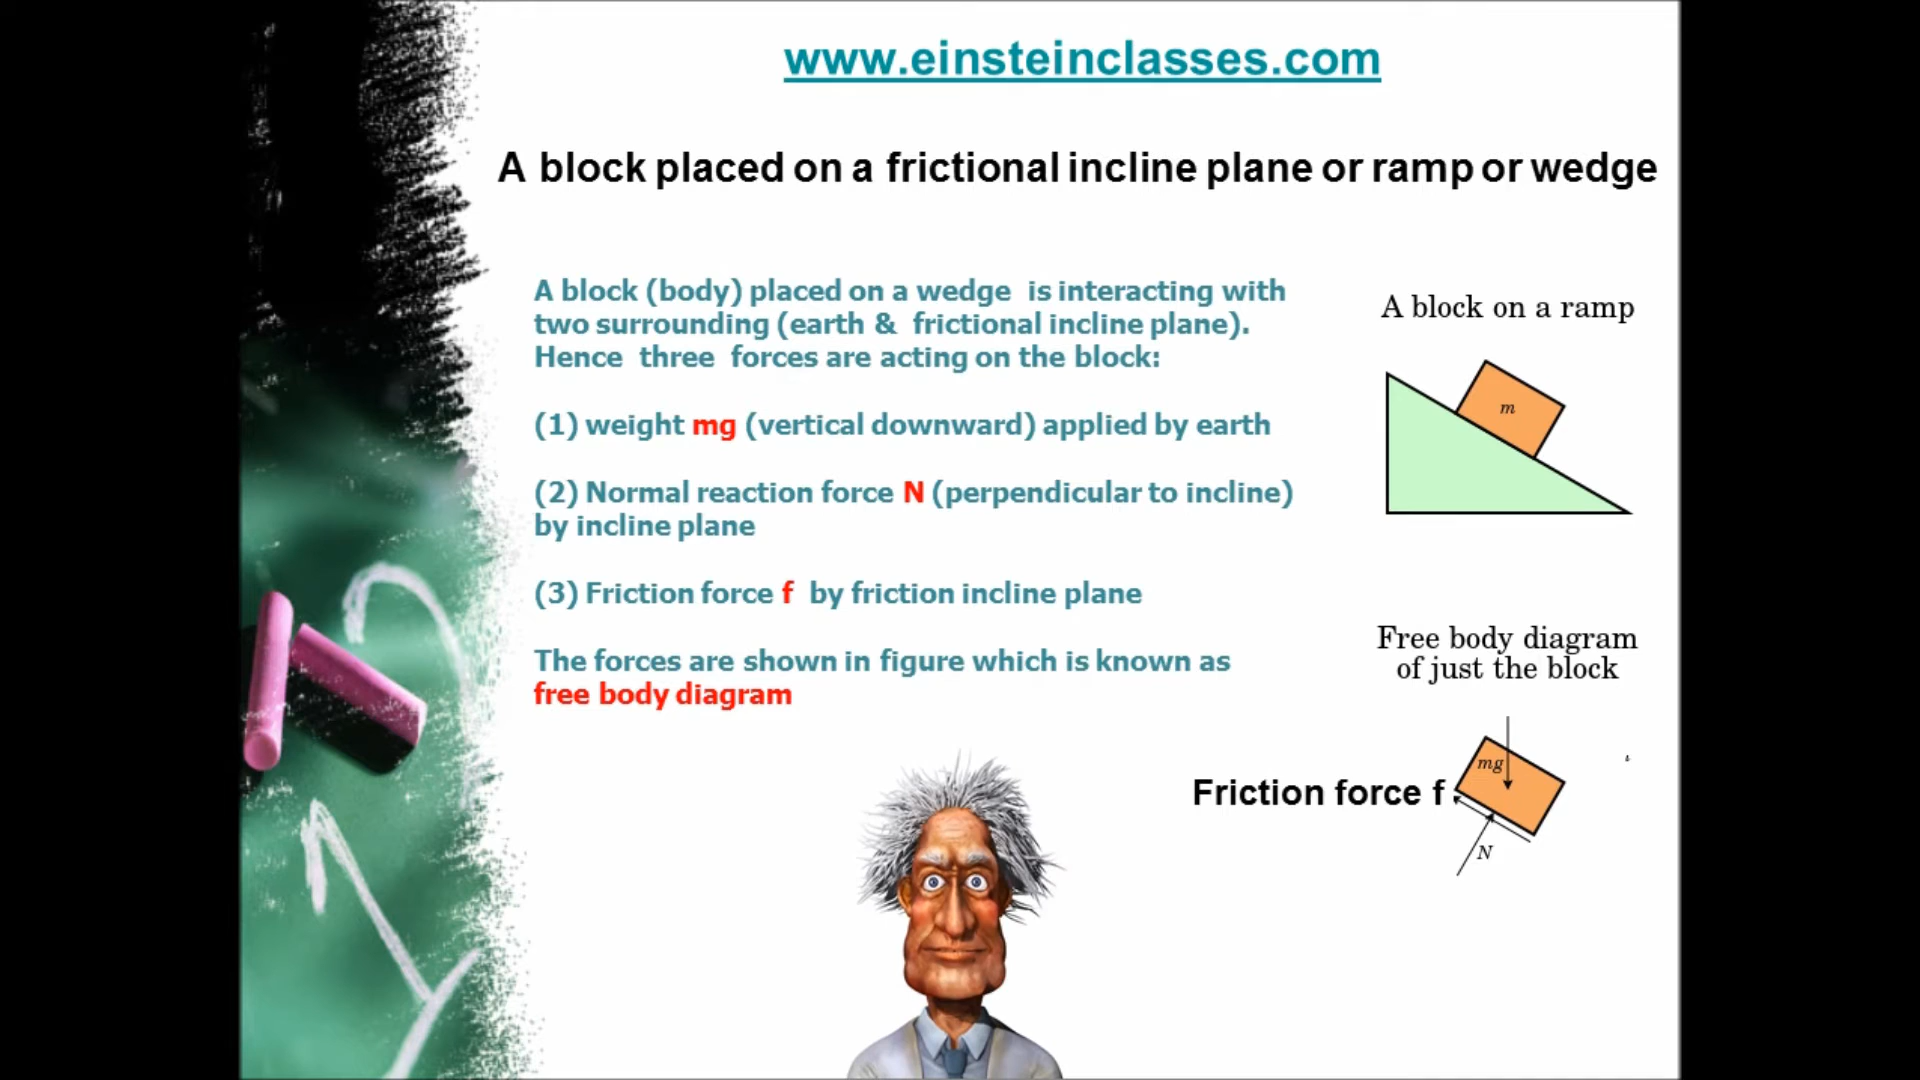 www.einsteinclasses.com
A block placed on a frictional incline plane or ramp or wedge
A block (body) placed on a wedge is interacting with
two surrounding (earth & frictional incline plane).
Hence three forces are acting on the block:
(1) weight mg (vertical downward) applied by earth
(2) Normal reaction force N (perpendicular to incline)
by incline plane
(3) Friction force f by friction incline plane
The forces are shown in figure which is known as
free body diagram
A block on a ramp
m
Free body diagram
of just the block
mg
Friction force f
N